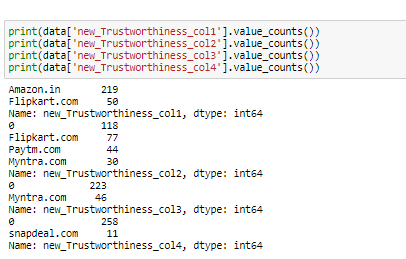 print(data['new_Trustworthiness_col1'].value_counts())
print(data['new_Trustworthiness_col2'].value_counts())
print(data['new_Trustworthiness_col3'].value_counts())
print(data['new_Trustworthiness_col4'].value_counts())
Amazon.in       219
Flipkart.com     50
Name: new_Trustworthiness_col1, dtype: int64
0               118
Flipkart.com     77
Paytm.com        44
Myntra.com       30
Name: new_Trustworthiness_col2, dtype: int64
0             223
Myntra.com     46
Name: new_Trustworthiness_col3, dtype: int64
0               258
snapdeal.com     11
Name: new_Trustworthiness_col4, dtype: int64